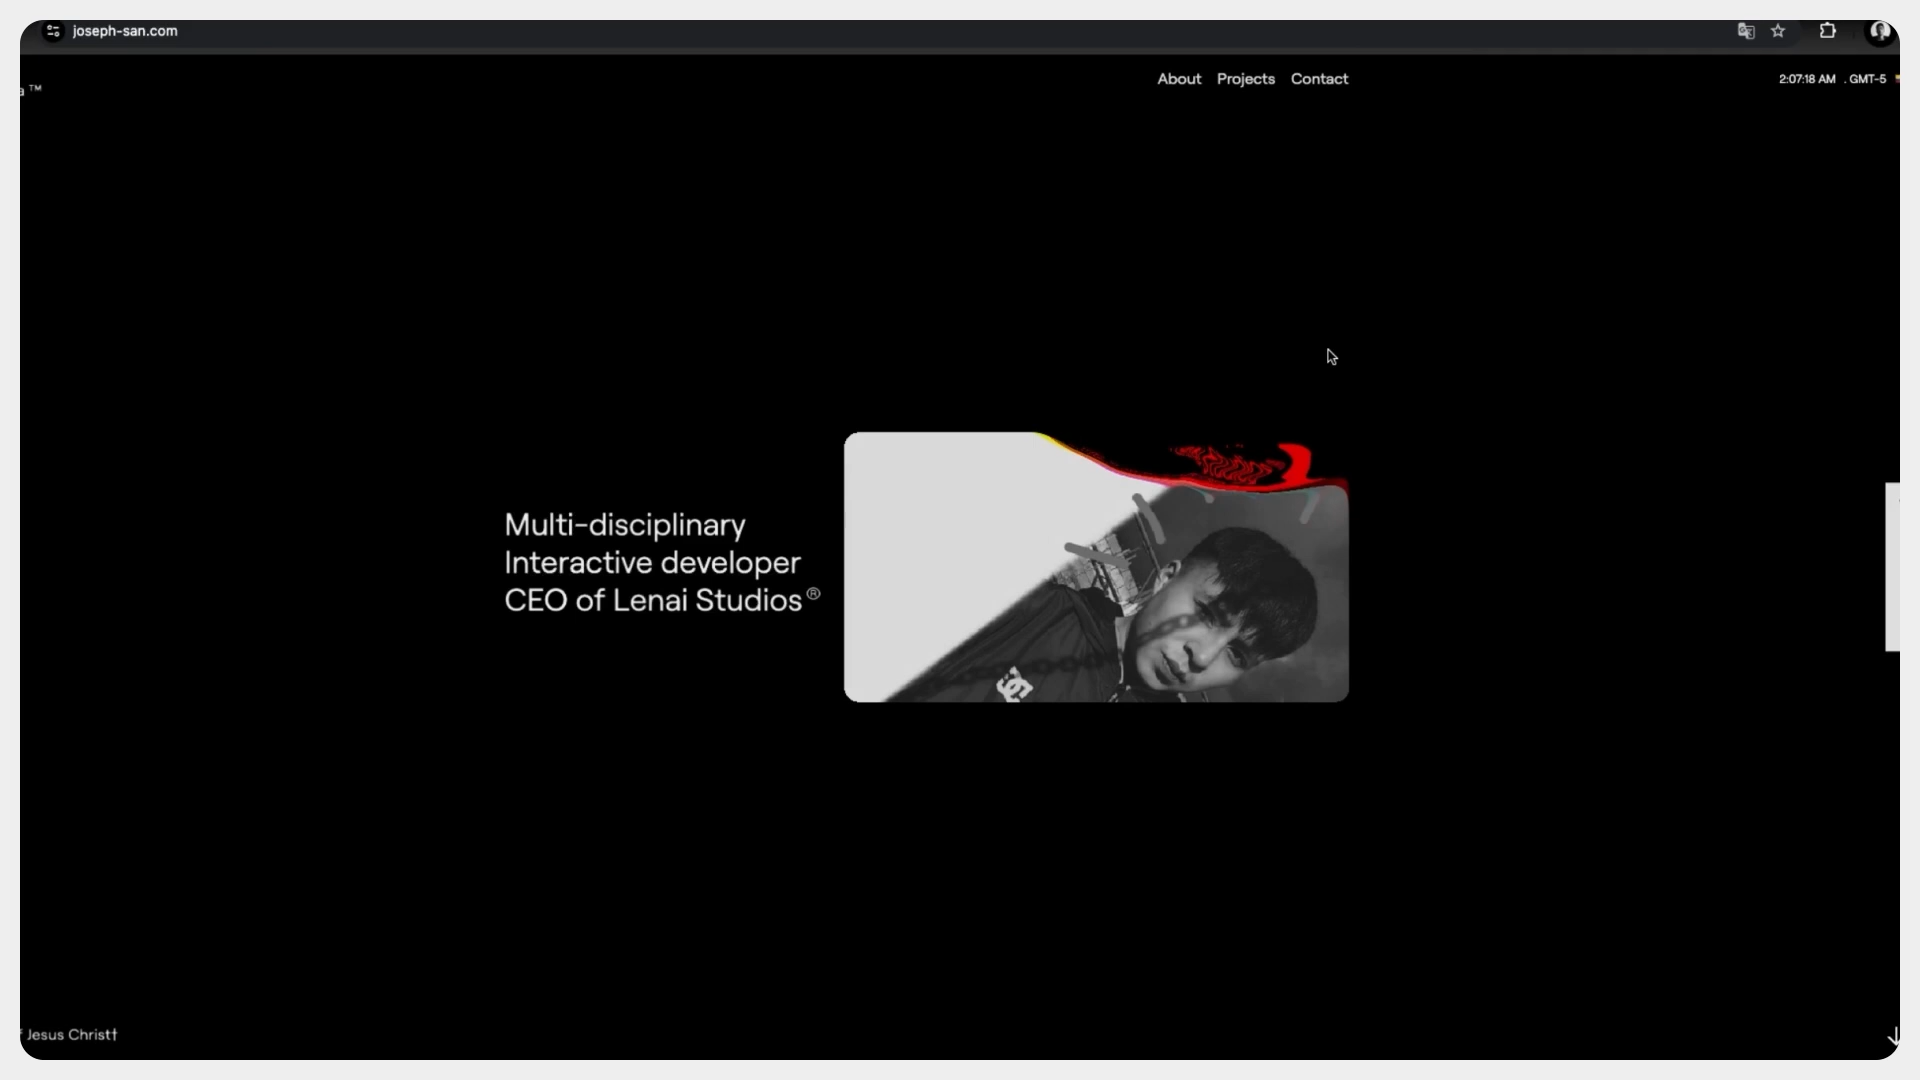 joseph-san.com
a ™
About Projects Contact
2:07:18 AM . GMT-5
Multi-disciplinary
Interactive developer
CEO of Lenai Studios®
Jesus Christ†